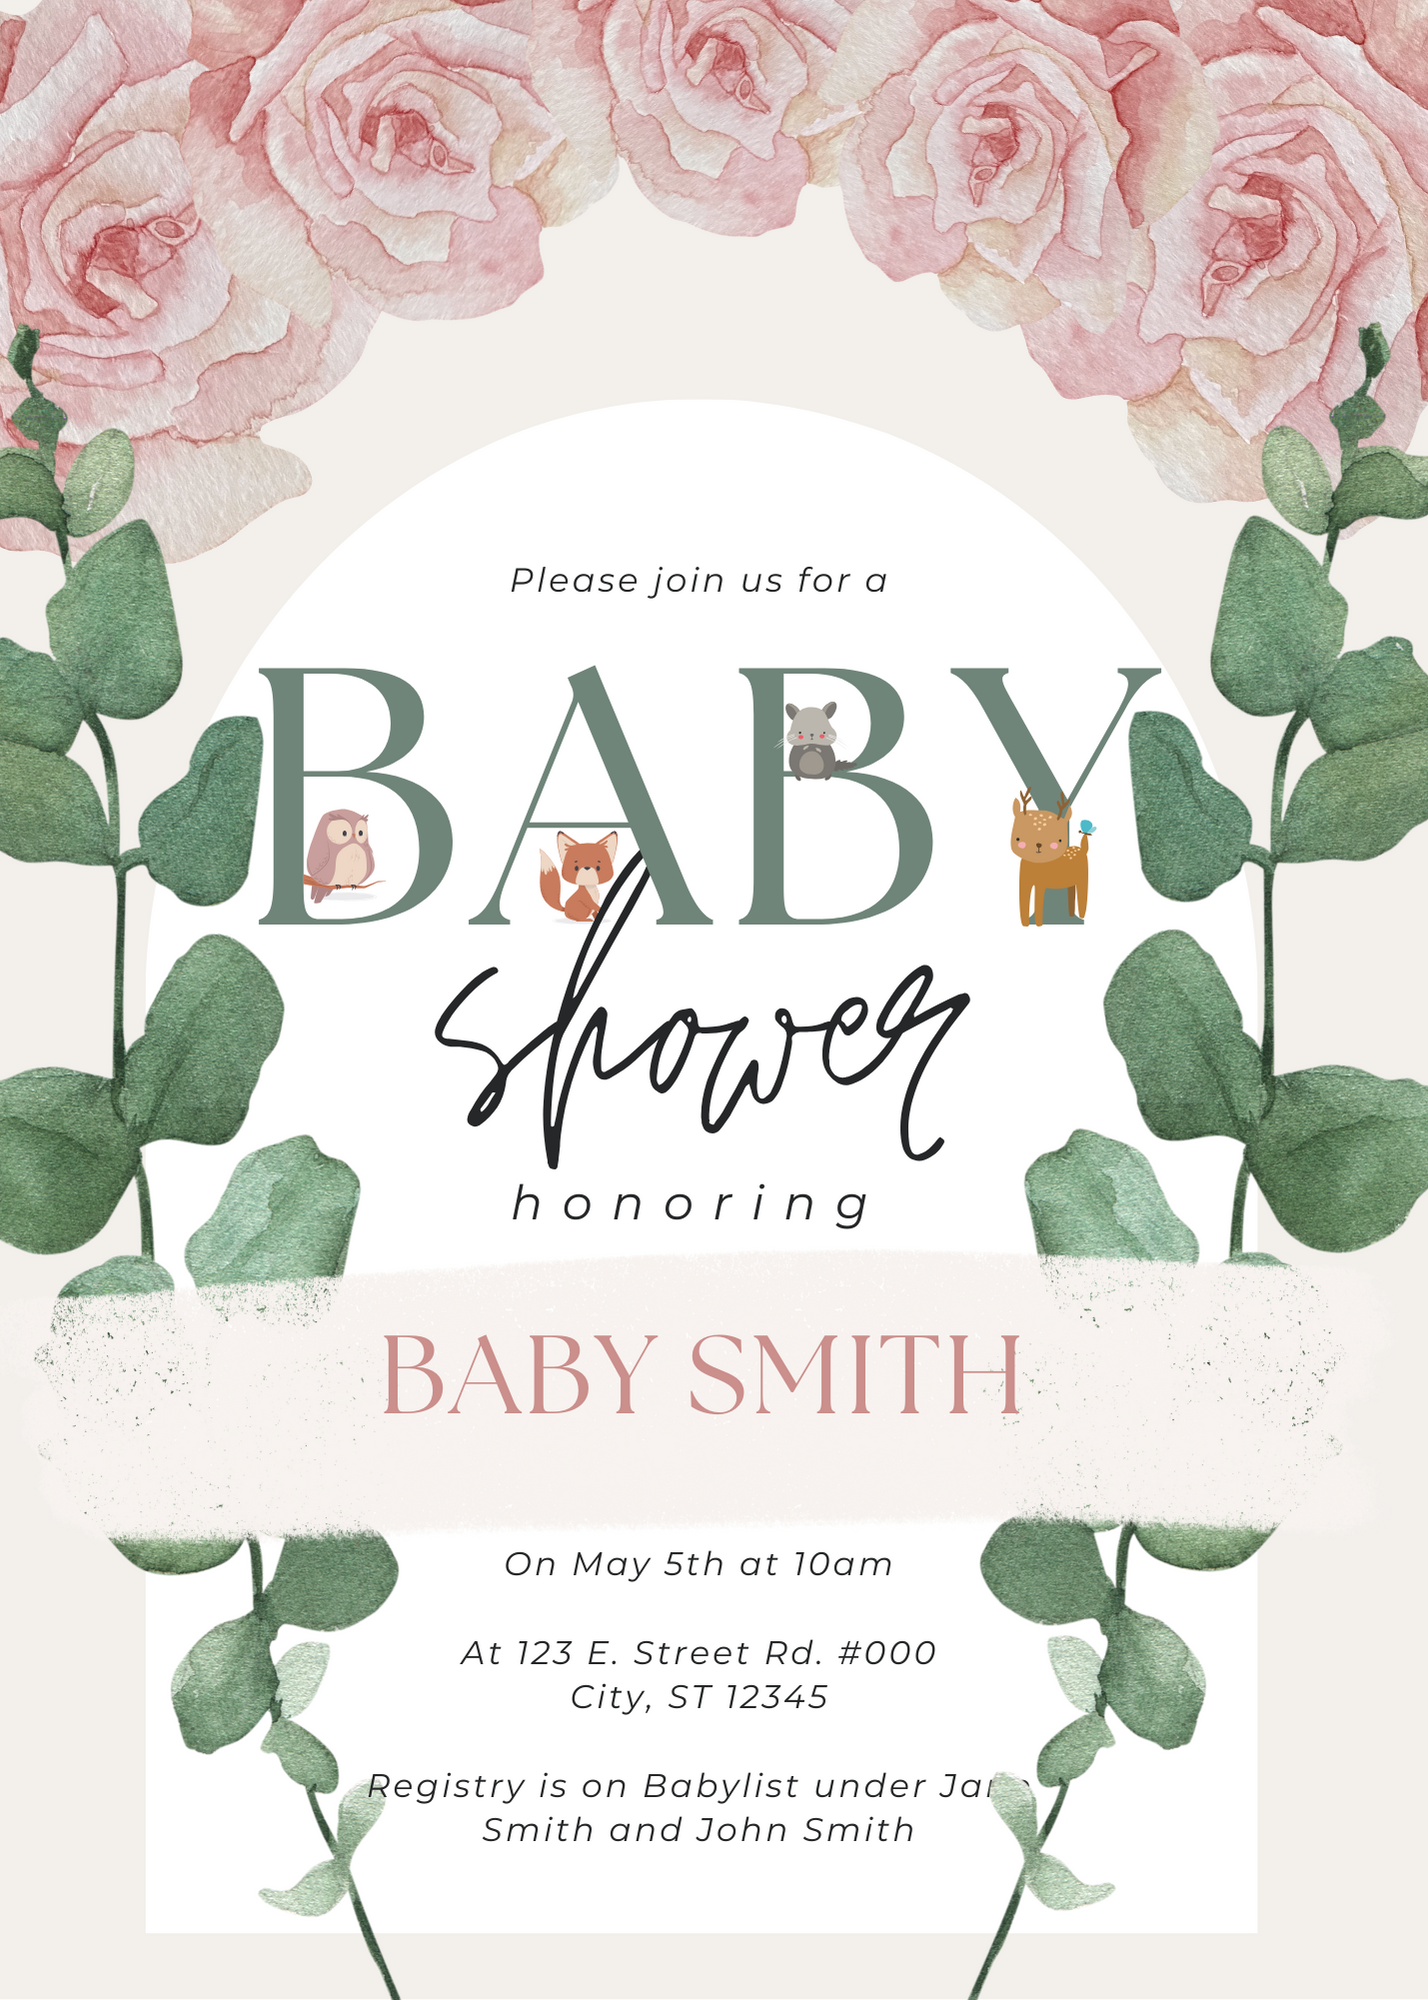 Please join us for a
BABY
shower
honoring
BABY SMITH
On May 5th at 10am
At 123 E. Street Rd. #000
City, ST 12345
Registry is on Babylist under Jane
Smith and John Smith